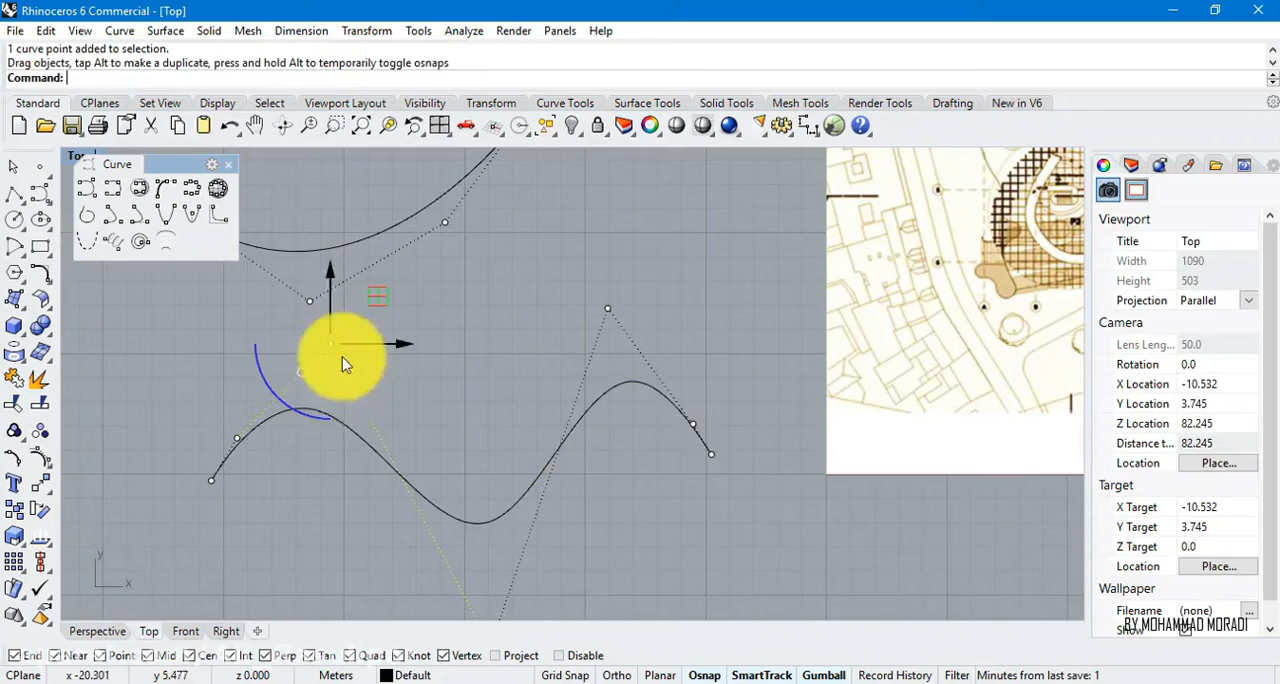 Rhinoceros 6 Commercial - [Top]
File Edit View Curve Surface Solid Mesh Dimension Transform Tools Analyze Render Panels Help
1 curve point added to selection.
Drag objects, tap Alt to make a duplicate, press and hold Alt to temporarily toggle osnaps
Command:
Standard CPlanes Set View Display Select Viewport Layout Visibility Transform Curve Tools Surface Tools Solid Tools Mesh Tools Render Tools Drafting New in V6
Top
Curve
Viewport
Title Top
Width 1090
Height 503
Projection Parallel
Camera
Lens Leng... 50.0
Rotation 0.0
X Location -10.532
Y Location 3.745
Z Location 82.245
Distance t... 82.245
Location Place...
Target
X Target -10.532
Y Target 3.745
Z Target 0.0
Location Place...
Wallpaper
Filename (none) ...
Show
BY MOHAMMAD MORADI
y
x
Perspective Top Front Right
End Near Point Mid Cen Int Perp Tan Quad Knot Vertex Project Disable
CPlane x -20.301 y 5.477 z 0.000 Meters Default Grid Snap Ortho Planar Osnap SmartTrack Gumball Record History Filter Minutes from last save: 1